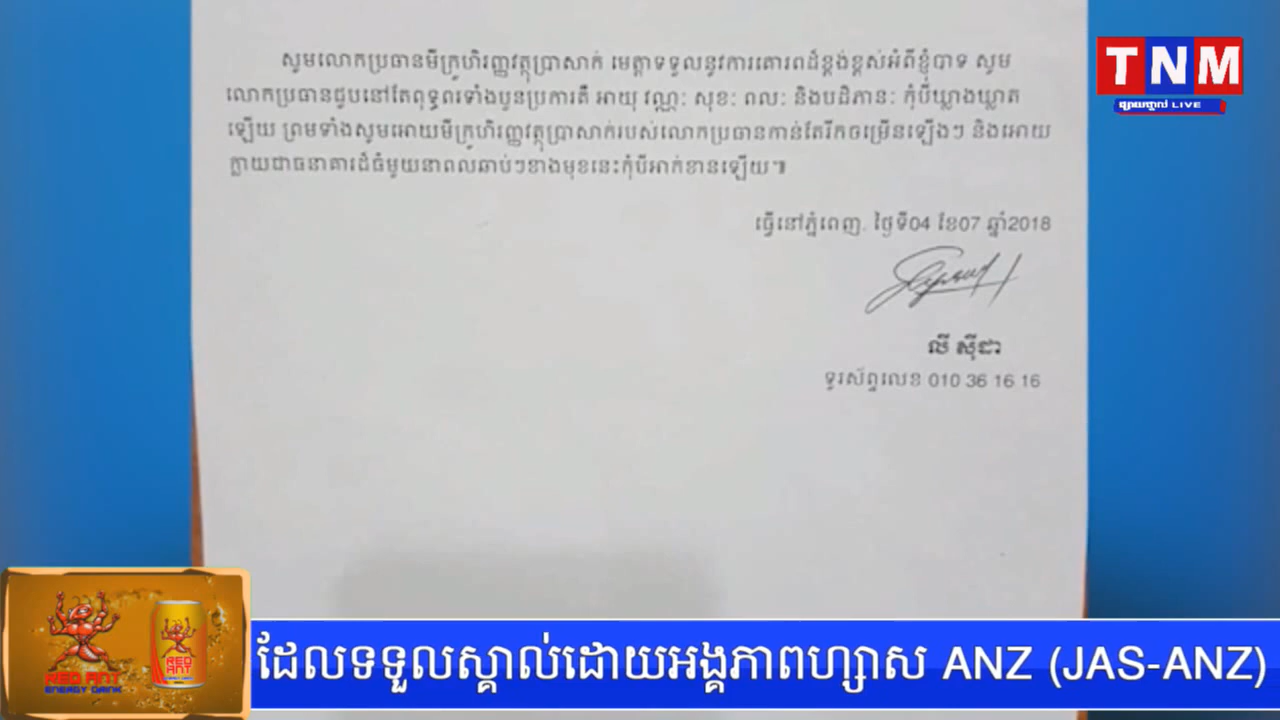 TNM
ផ្សាយផ្ទាល់ LIVE
សូមលោកប្រធានមីក្រូហិរញ្ញវត្ថុប្រាសាក់ មេត្តាទទួលនូវការគោរពដ៏ខ្ពង់ខ្ពស់អំពីខ្ញុំបាទ សូម
លោកប្រធានជួបនៅតែពុទ្ធពរទាំងបួនប្រការគឺ អាយុ វណ្ណៈ សុខៈ ពលៈ និងបដិភានៈ កុំបីឃ្លាងឃ្លាត
ឡើយ ព្រមទាំងសូមអោយមីក្រូហិរញ្ញវត្ថុប្រាសាក់របស់លោកប្រធានកាន់តែរីកចម្រើនឡើងៗ និងអោយ
ក្លាយជាធនាគារដ៏ធំមួយនាពេលឆាប់ៗខាងមុខនេះកុំបីអាក់ខានឡើយ៕
ធ្វើនៅភ្នំពេញ. ថ្ងៃទី04 ខែ07 ឆ្នាំ2018
លី ស៊ីដា
ទូរស័ព្ទលេខ 010 36 16 16
RED ANT
ENERGY DRINK
RED
ANT
ដែលទទួលស្គាល់ដោយអង្គភាពហ្សាស ANZ (JAS-ANZ)